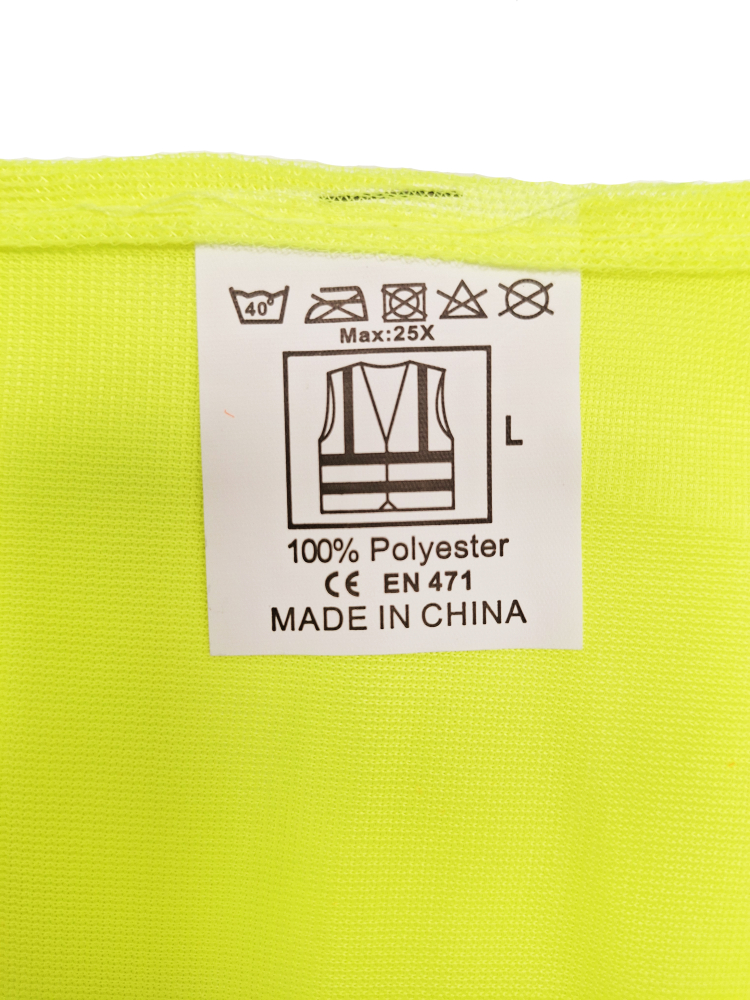 40°
Max:25X
L
100% Polyester
CE EN 471
MADE IN CHINA